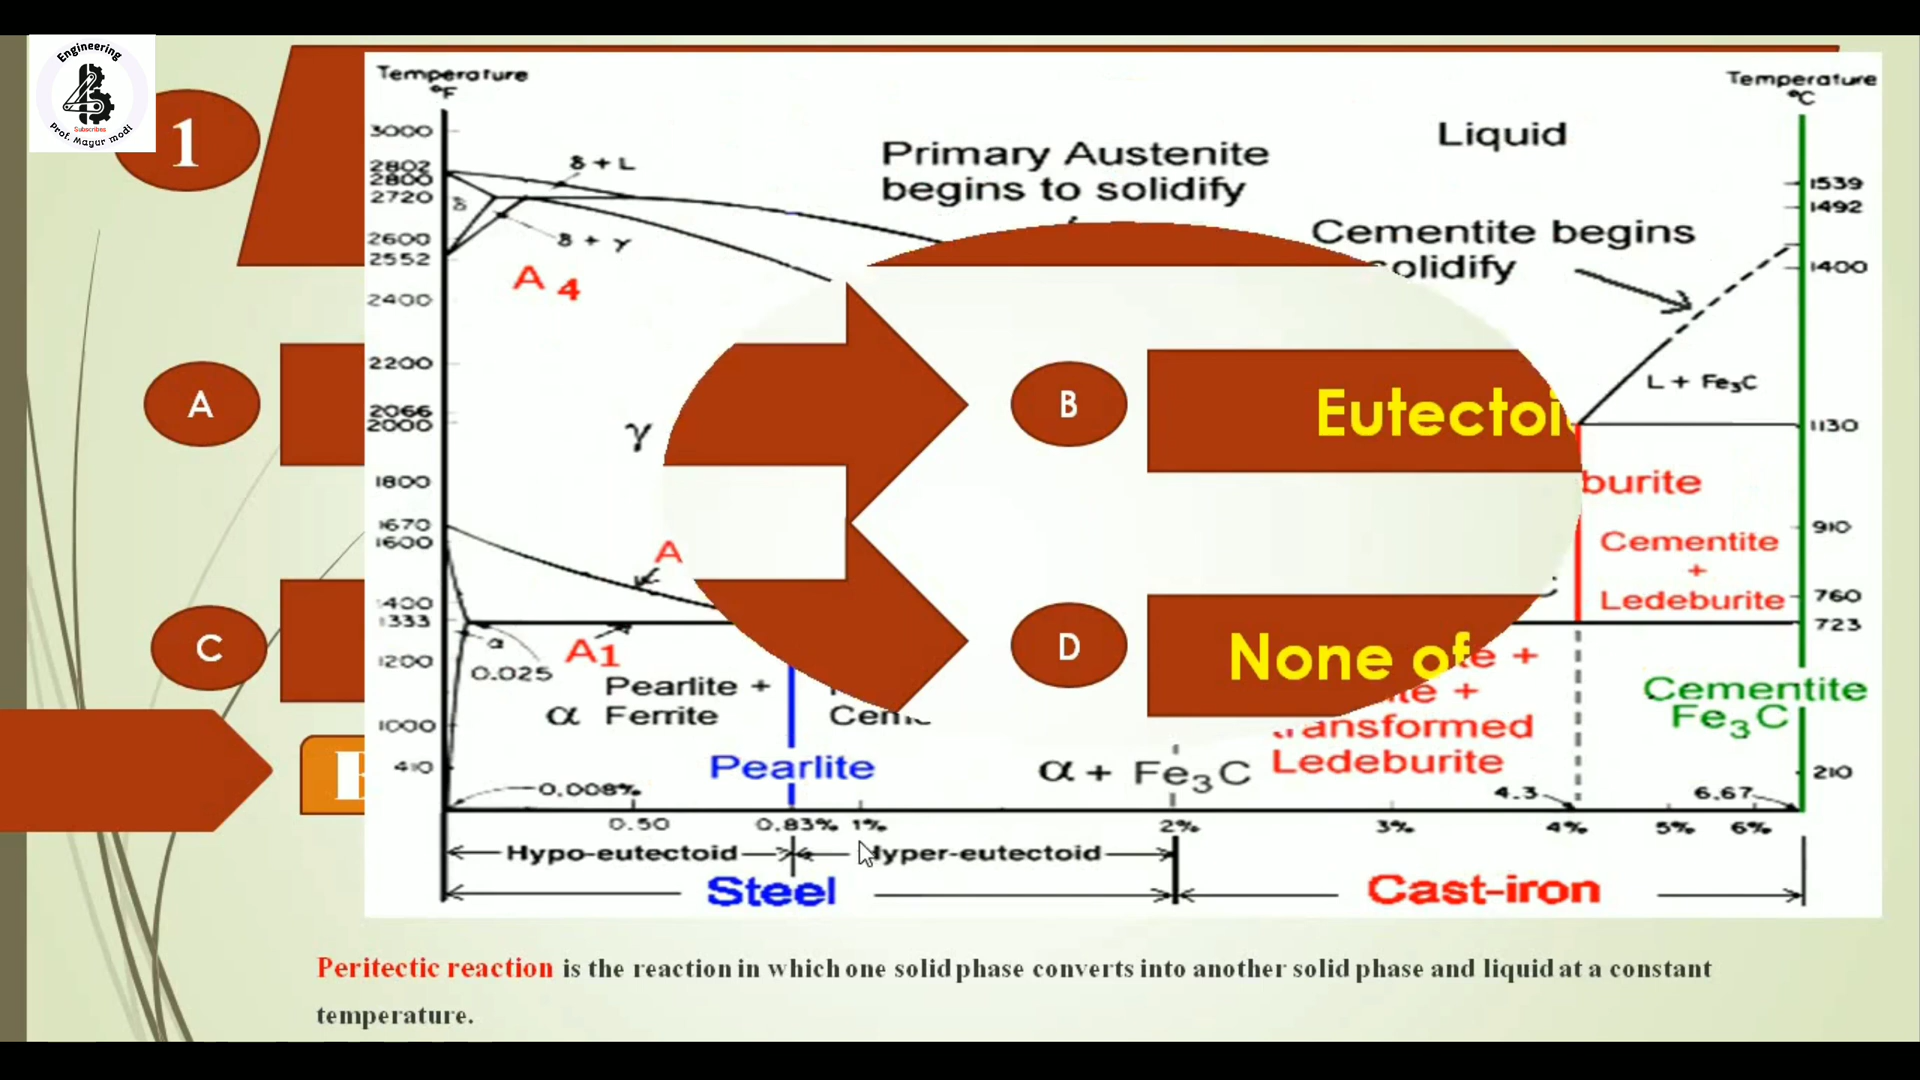 Engineering
Subscribes
Prof. Mayur modi
1
Temperature
°F
Temperature
°C
3000
2802
2800
2720
2600
2552
2400
2200
2066
2000
1800
1670
1600
1400
1333
1200
1000
410
δ + L
δ
δ + γ
A 4
Primary Austenite
begins to solidify
Liquid
Cementite begins
solidify
1539
1492
1400
L + Fe3C
1130
910
760
723
210
A
B
Eutectoi
γ
burite
Cementite
+
Ledeburite
A
C
D
None of
α
A1
0.025
Pearlite +
α Ferrite
Pearlite
α + Fe3C
e +
ite +
ansformed
Ledeburite
Cementite
Fe3C
0.008%
4.3
6.67
0.50
0.83%
1%
2%
3%
4%
5%
6%
Hypo-eutectoid
Hyper-eutectoid
Steel
Cast-iron
Peritectic reaction is the reaction in which one solid phase converts into another solid phase and liquid at a constant
temperature.